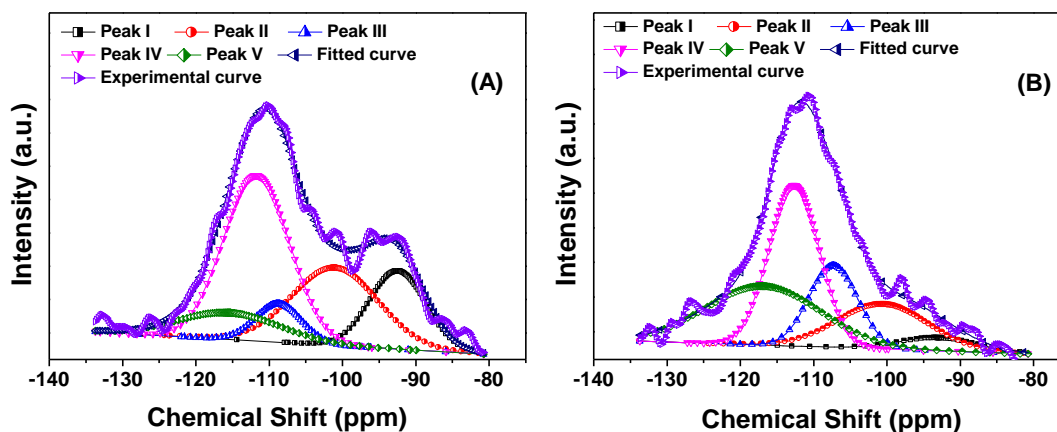 Peak I Peak II Peak III
Peak IV Peak V Fitted curve
Experimental curve
(A)
Intensity (a.u.)
-140 -130 -120 -110 -100 -90 -80
Chemical Shift (ppm)
Peak I Peak II Peak III
Peak IV Peak V Fitted curve
Experimental curve
(B)
Intensity (a.u.)
-140 -130 -120 -110 -100 -90 -80
Chemical Shift (ppm)